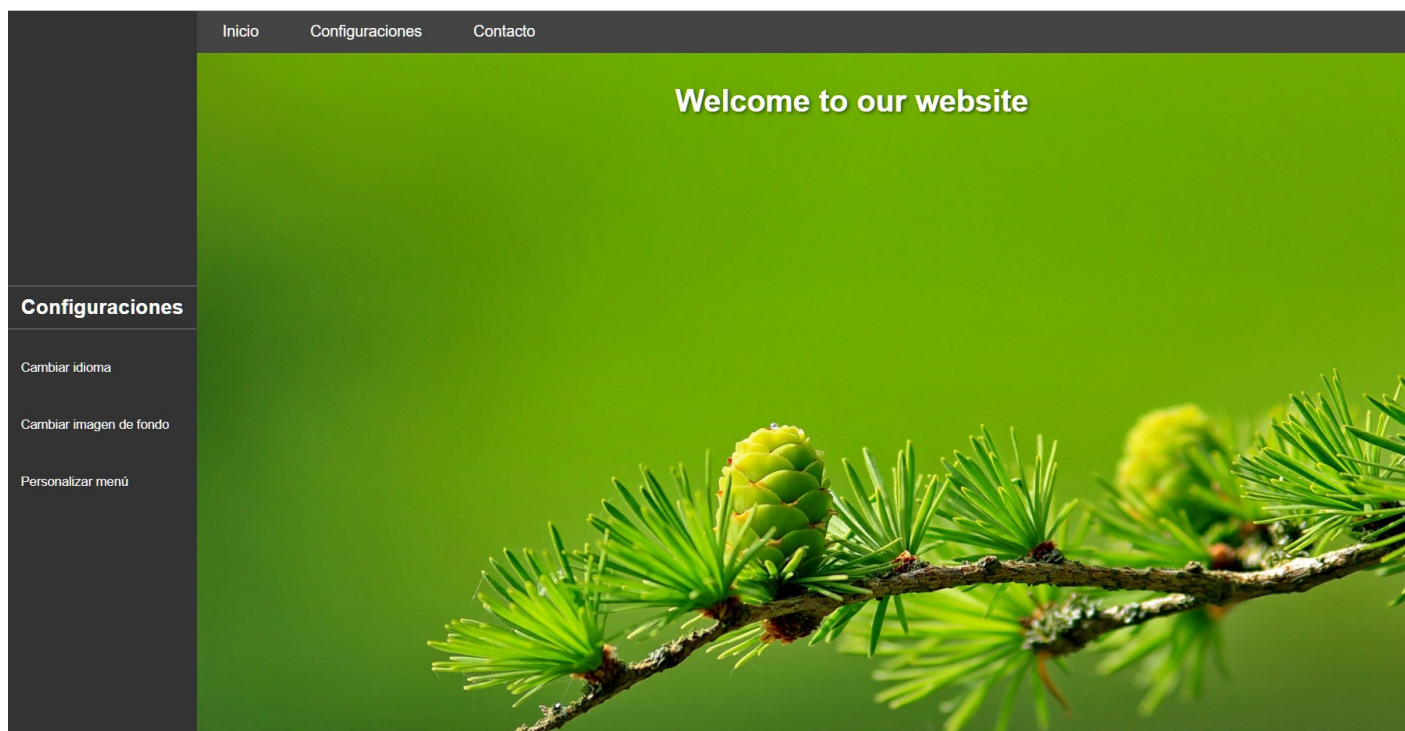 Inicio Configuraciones Contacto
Welcome to our website
Configuraciones
Cambiar idioma
Cambiar imagen de fondo
Personalizar menú